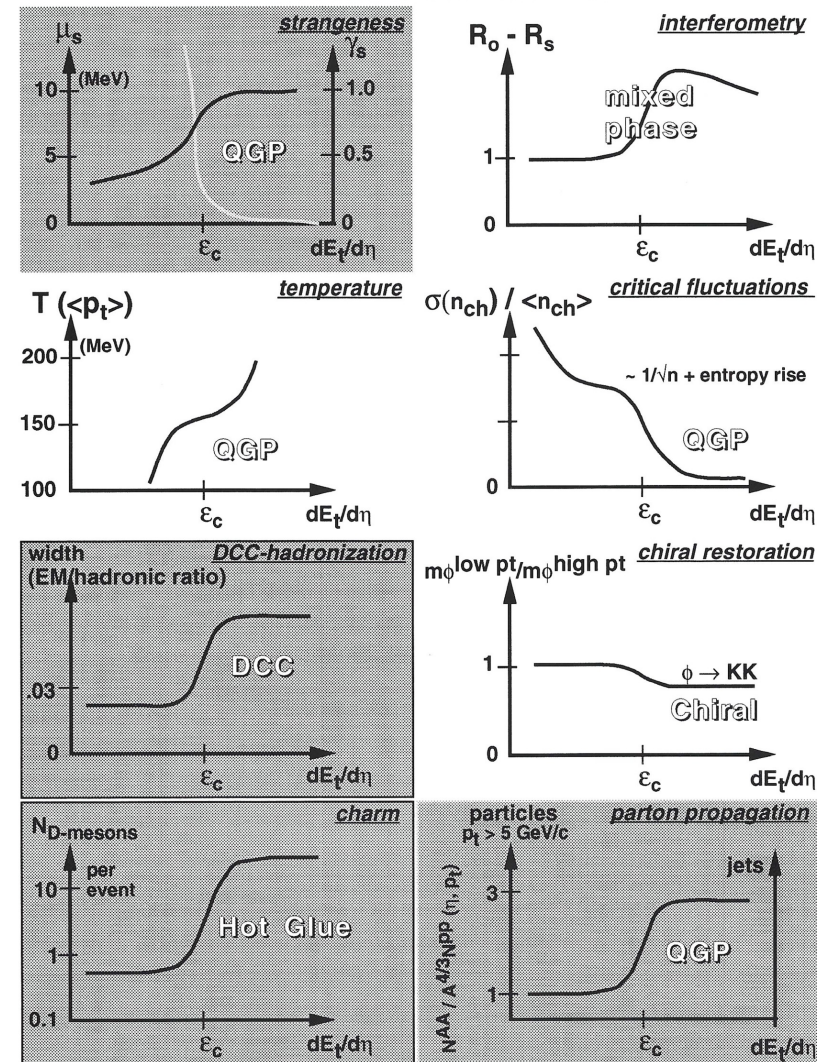 strangeness
μs
γs
(MeV)
10
5
0
1.0
0.5
0
QGP
εc
dEt/dη
interferometry
Ro - Rs
mixed
phase
1
0
εc
dEt/dη
temperature
T (<pt>)
(MeV)
200
150
100
QGP
εc
dEt/dη
critical fluctuations
σ(nch) / <nch>
~ 1/√n + entropy rise
QGP
0
εc
dEt/dη
DCC-hadronization
width
(EM/hadronic ratio)
DCC
.03
0
εc
dEt/dη
chiral restoration
mϕlow pt/mϕhigh pt
1
ϕ → KK
Chiral
0
εc
dEt/dη
charm
ND-mesons
per
event
10
1
0.1
Hot Glue
εc
dEt/dη
parton propagation
particles
pt > 5 GeV/c
jets
NAA / A4/3NPP (η, pt)
3
1
QGP
εc
dEt/dη